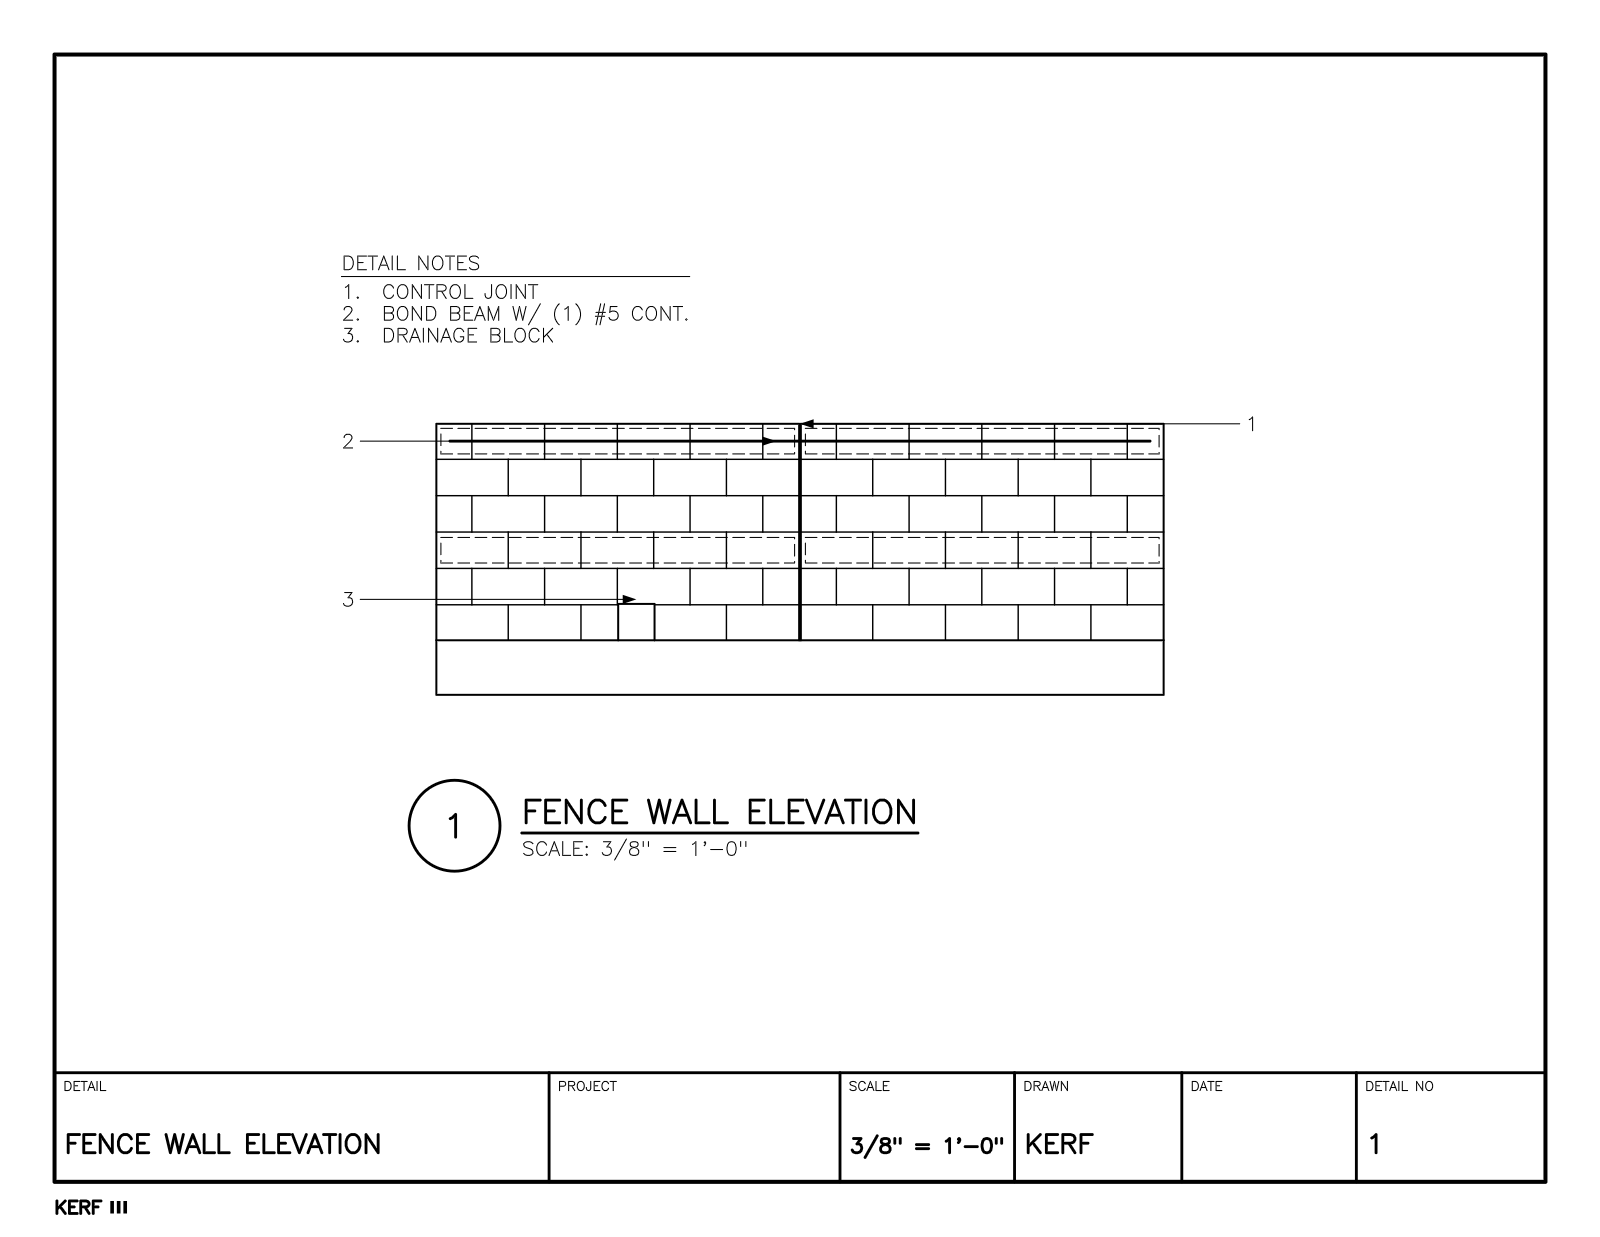 DETAIL NOTES
1. CONTROL JOINT
2. BOND BEAM W/ (1) #5 CONT.
3. DRAINAGE BLOCK
1
2
3
1
FENCE WALL ELEVATION
SCALE: 3/8" = 1'-0"
DETAIL
PROJECT
SCALE
DRAWN
DATE
DETAIL NO
FENCE WALL ELEVATION
3/8" = 1'-0"
KERF
1
KERF III